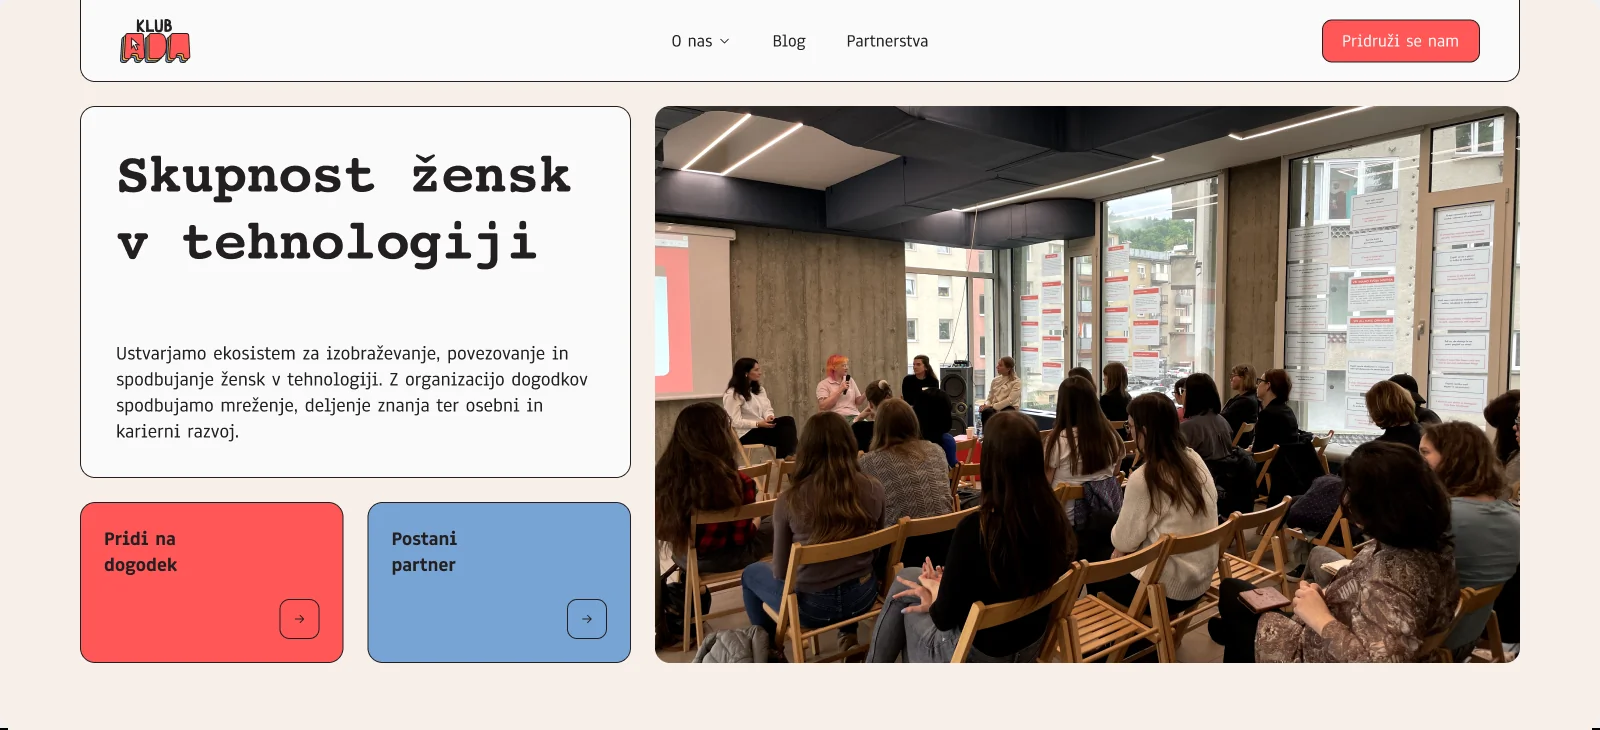 KLUB
ADA
O nas
Blog
Partnerstva
Pridruži se nam
Skupnost žensk
v tehnologiji
Ustvarjamo ekosistem za izobraževanje, povezovanje in
spodbujanje žensk v tehnologiji. Z organizacijo dogodkov
spodbujamo mreženje, deljenje znanja ter osebni in
karierni razvoj.
Pridi na
dogodek
Postani
partner